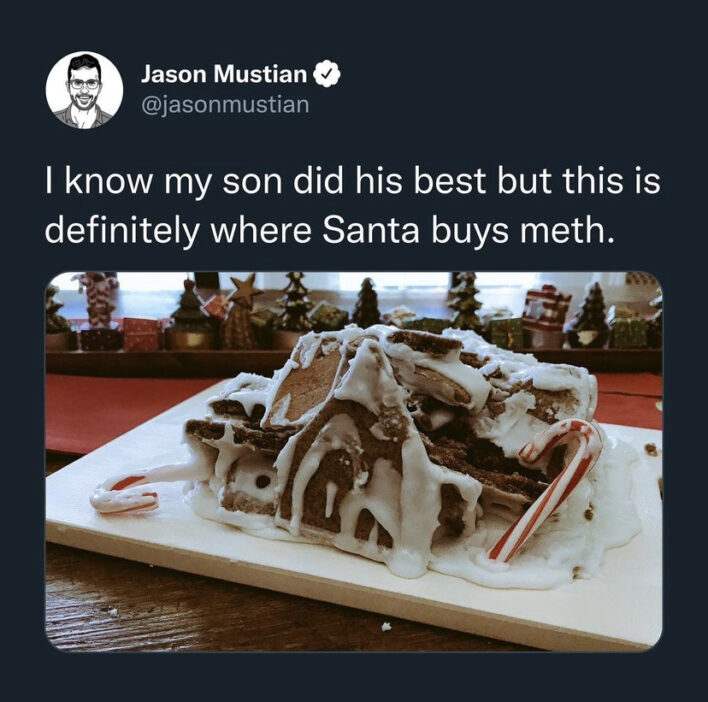 Jason Mustian
@jasonmustian
I know my son did his best but this is
definitely where Santa buys meth.